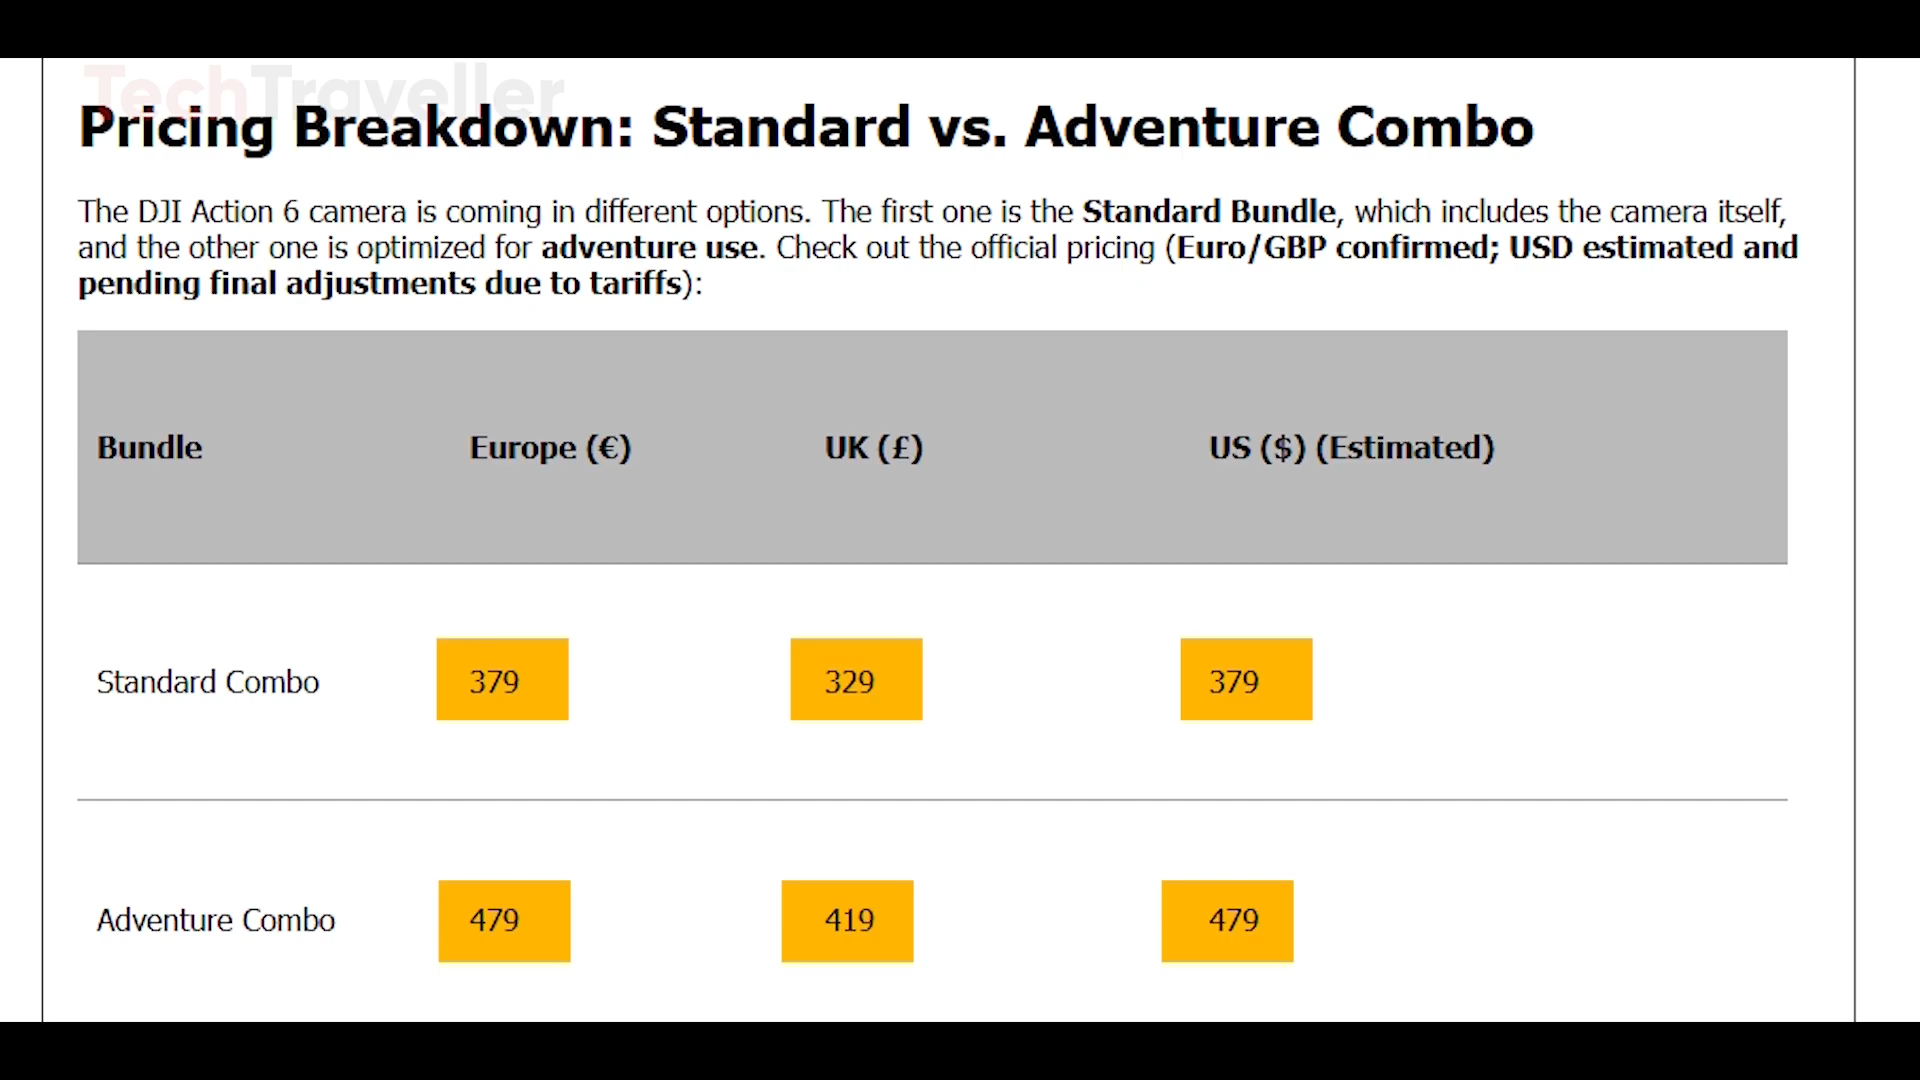 TechTraveller
Pricing Breakdown: Standard vs. Adventure Combo
The DJI Action 6 camera is coming in different options. The first one is the Standard Bundle, which includes the camera itself,
and the other one is optimized for adventure use. Check out the official pricing (Euro/GBP confirmed; USD estimated and
pending final adjustments due to tariffs):
Bundle Europe (€) UK (£) US ($) (Estimated)
Standard Combo 379 329 379
Adventure Combo 479 419 479